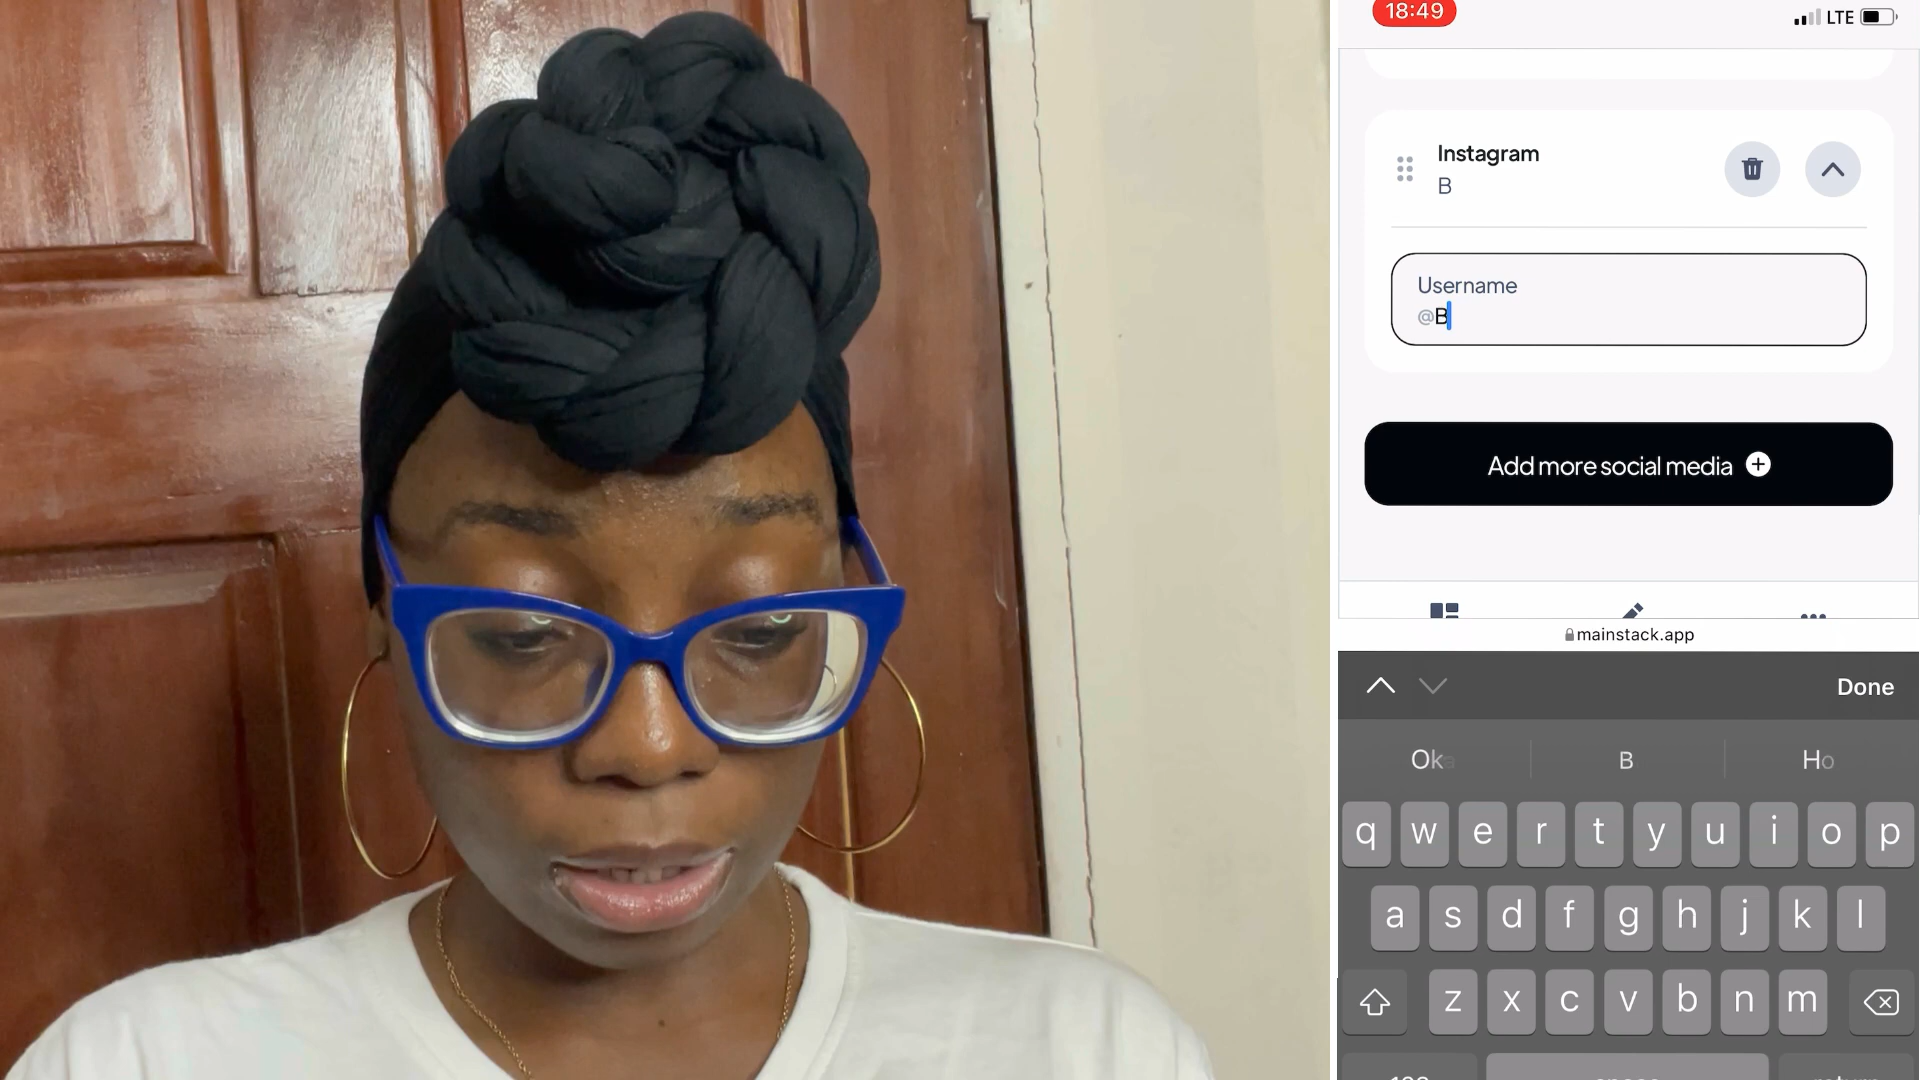 18:49
LTE
Instagram
B
Username
@B
Add more social media
mainstack.app
Done
Ok
B
Ho
q w e r t y u i o p
a s d f g h j k l
z x c v b n m